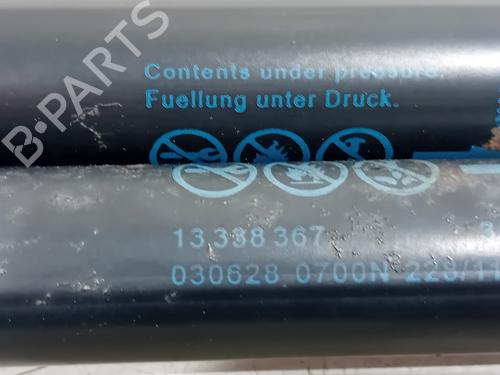 B-PARTS
Contents under pressure.
Fuellung unter Druck.
13 338 367
030628 0700N